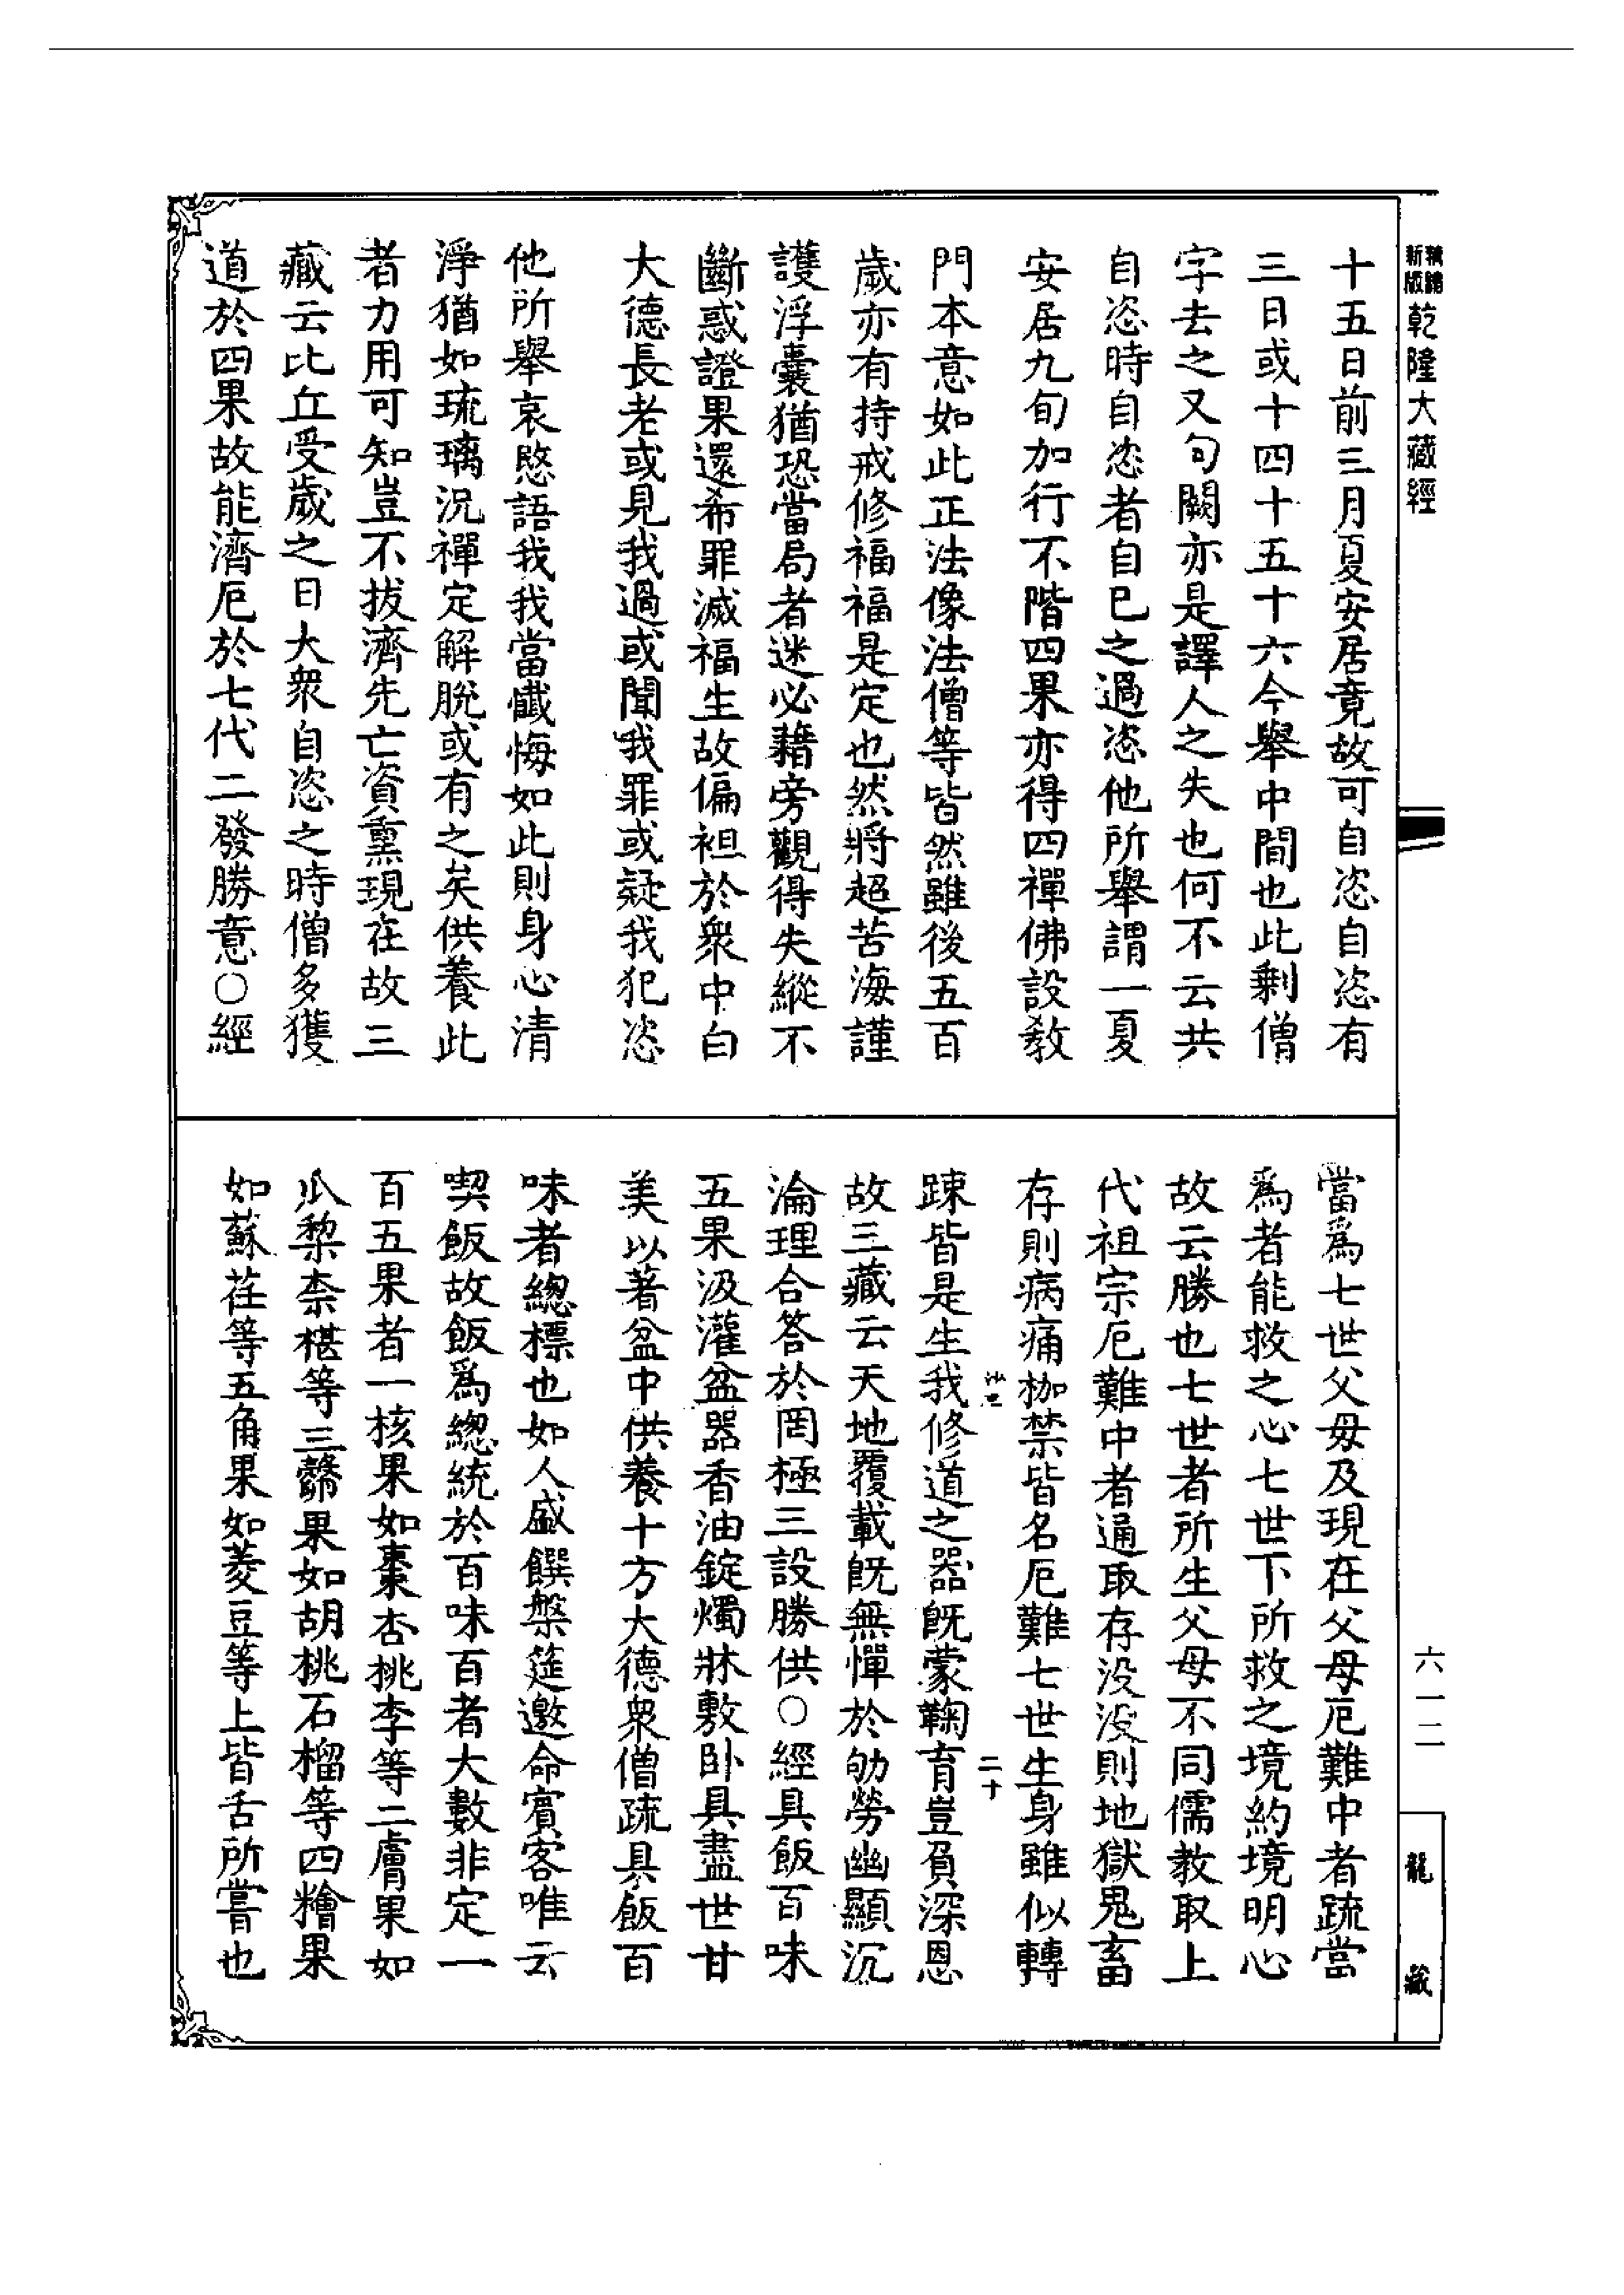 新版精縮乾隆大藏經
十五日前三月夏安居竟故可自恣自恣有
三日或十四十五十六今舉中間也此剩僧
字去之又句闕亦是譯人之失也何不云共
自恣時自恣者自巳之過恣他所舉謂一夏
安居九旬加行不階四果亦得四禪佛設教
門本意如此正法像法僧等皆然雖後五百
歲亦有持戒修福福是定也然將超苦海謹
護浮囊猶恐當局者迷必藉旁觀得失縱不
斷惑證果還希罪滅福生故偏袒於衆中白
大德長老或見我過或聞我罪或疑我犯恣
他所舉哀愍語我我當懺悔如此則身心清
淨猶如琉璃況禪定解脫或有之矣供養此
者力用可知豈不拔濟先亡資熏現在故三
藏云比丘受歲之日大衆自恣之時僧多獲
道於四果故能濟厄於七代二發勝意○經
當爲七世父毋及現在父母厄難中者䟽當
爲者能救之心七世下所救之境約境明心
故云勝也七世者所生父母不同儒教取上
代祖宗厄難中者通取存没没則地獄鬼畜
存則病痛枷禁皆名厄難七世生身雖似轉
踈皆是生我修道之器旣蒙鞠育豈負深恩
二十
故三藏云天地覆載旣無憚於劬勞幽顯沉
淪理合答於罔極三設勝供○經具飯百味
五果汲灌盆器香油錠燭牀敷卧具盡世甘
美以著盆中供養十方大德衆僧䟽具飯百
味者總標也如人盛饌槃筵邀命賓客唯云
喫飯故飯爲總統於百味百者大數非定一
百五果者一核果如棗杏挑李等二膚果如
瓜棃柰椹等三㲉果如胡桃石榴等四糩果
如蘇荏等五角果如菱豆等上皆舌所嘗也
六一二
龍藏